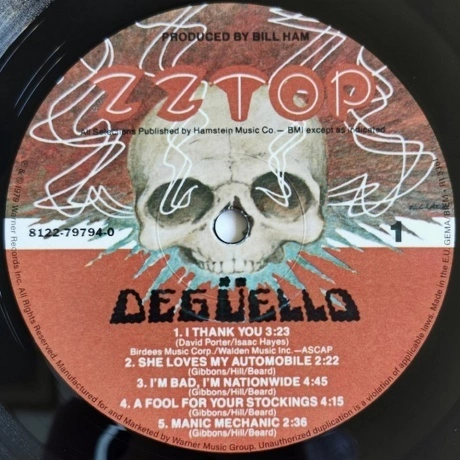 PRODUCED BY BILL HAM
ZZTOP
All Selections Published by Hamstein Music Co. — BMI except as indicated
8122-79794-0
1
DEGÜELLO
1. I THANK YOU 3:23
(David Porter/Isaac Hayes)
Birdees Music Corp./Walden Music Inc.—ASCAP
2. SHE LOVES MY AUTOMOBILE 2:22
(Gibbons/Hill/Beard)
3. I'M BAD, I'M NATIONWIDE 4:45
(Gibbons/Hill/Beard)
4. A FOOL FOR YOUR STOCKINGS 4:15
(Gibbons/Hill/Beard)
5. MANIC MECHANIC 2:36
(Gibbons/Hill/Beard)
1979 Warner Records Inc. All Rights Reserved. Manufactured for and Marketed by Warner Music Group. Unauthorized duplication is a violation of applicable laws. Made in the E.U. GEMA